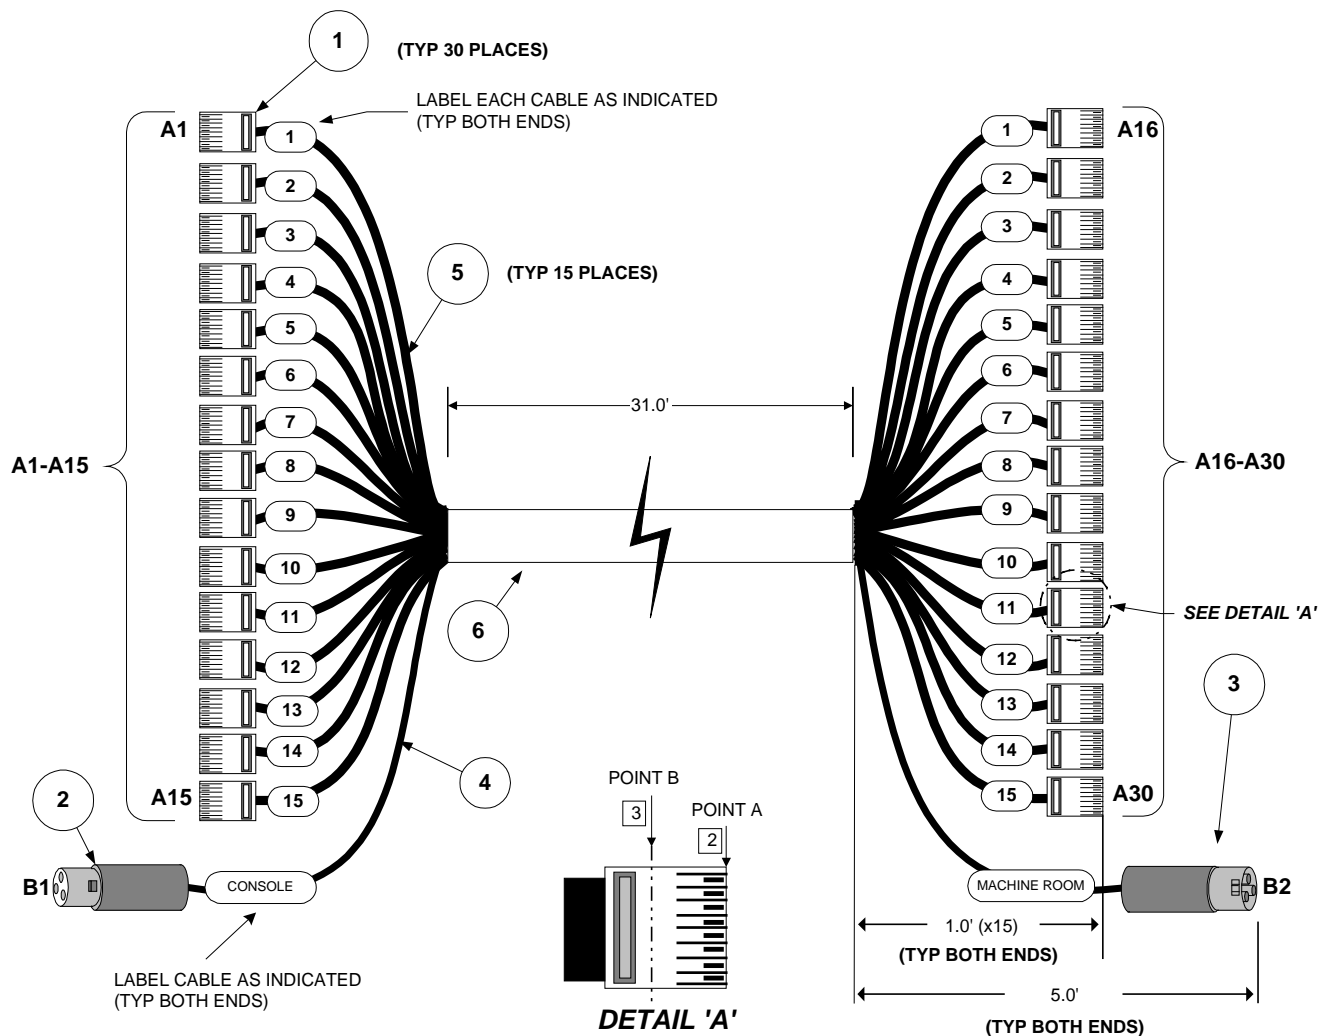 1
(TYP 30 PLACES)
LABEL EACH CABLE AS INDICATED
(TYP BOTH ENDS)
A1
1
2
3
4
5
6
7
8
9
10
11
12
13
14
15
A15
A1-A15
5
(TYP 15 PLACES)
31.0'
6
4
2
B1
CONSOLE
LABEL CABLE AS INDICATED
(TYP BOTH ENDS)
POINT B
3
POINT A
2
DETAIL 'A'
1
2
3
4
5
6
7
8
9
10
11
12
13
14
15
A16
A16-A30
A30
SEE DETAIL 'A'
3
MACHINE ROOM
B2
1.0' (x15)
(TYP BOTH ENDS)
5.0'
(TYP BOTH ENDS)